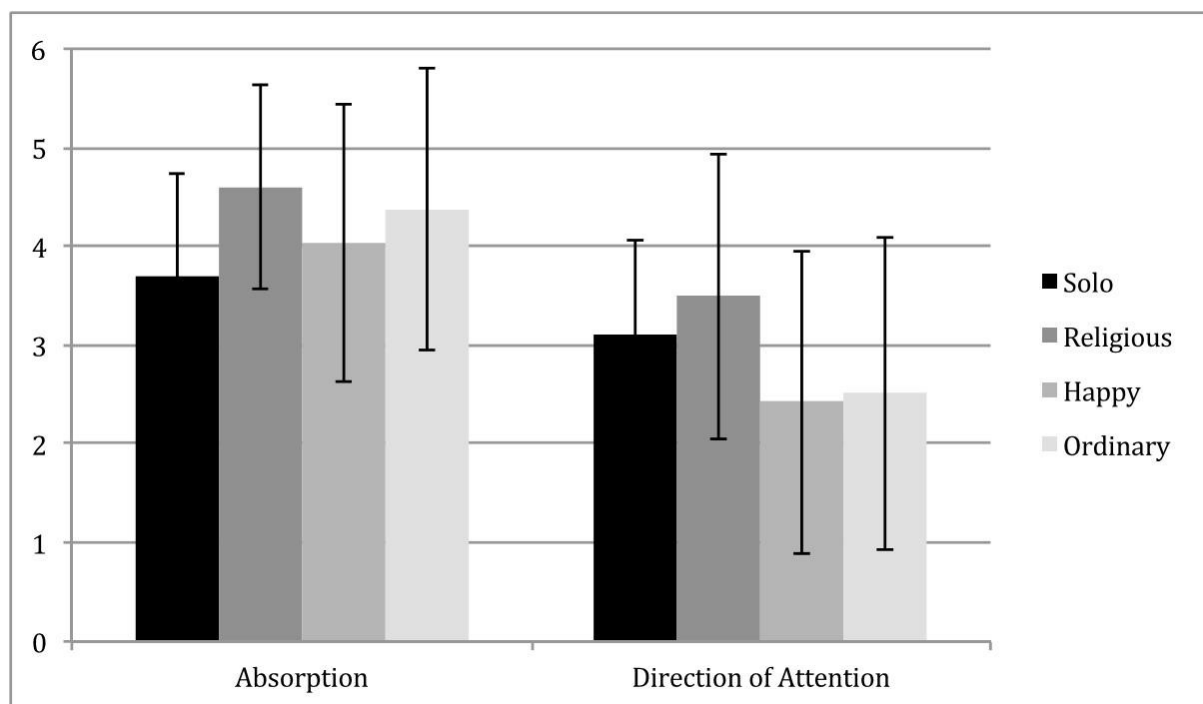 6
5
4
3
2
1
0
Absorption
Direction of Attention
Solo
Religious
Happy
Ordinary